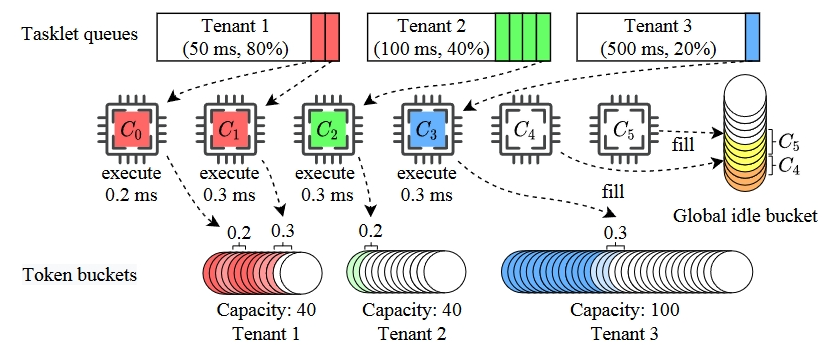 Tasklet queues
Tenant 1
(50 ms, 80%)
Tenant 2
(100 ms, 40%)
Tenant 3
(500 ms, 20%)
C0
C1
C2
C3
C4
C5
execute
0.2 ms
execute
0.3 ms
execute
0.3 ms
execute
0.3 ms
fill
fill
C5
C4
Global idle bucket
0.2
0.3
0.2
0.3
Token buckets
Capacity: 40
Tenant 1
Capacity: 40
Tenant 2
Capacity: 100
Tenant 3